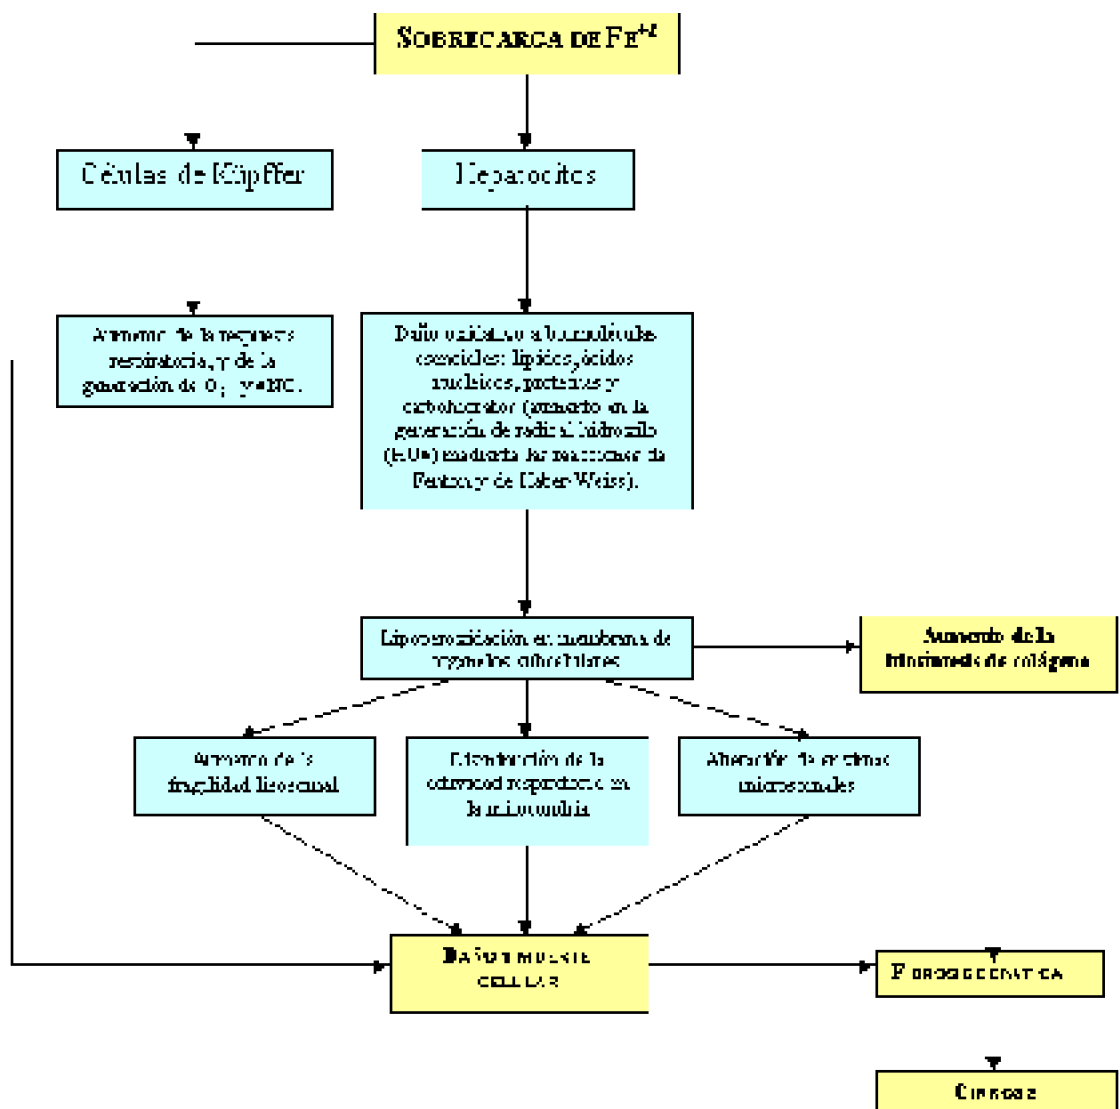 SOBRECARGA DE FE+2
Células de Küpffer
Hepatocitos
Aumento de la respuesta
respiratoria, y de la
generación de O2 y NO.
Daño oxidativo a biomoléculas
esenciales: lípidos, ácidos
nucleicos, proteínas y
carbohidratos (aumento en la
generación de radical hidroxilo
(HO•) mediante las reacciones de
Fenton y de Haber-Weiss).
Lipoperoxidación en membrana de
organelos subcelulares
Aumento de la
biosíntesis de colágeno
Aumento de la
fragilidad lisosomal
Disminución de la
actividad respiratoria en
la mitocondria
Alteración de enzimas
microsomales
DAÑO Y MUERTE
CELULAR
FIBROSIS HEPÁTICA
CIRROSIS